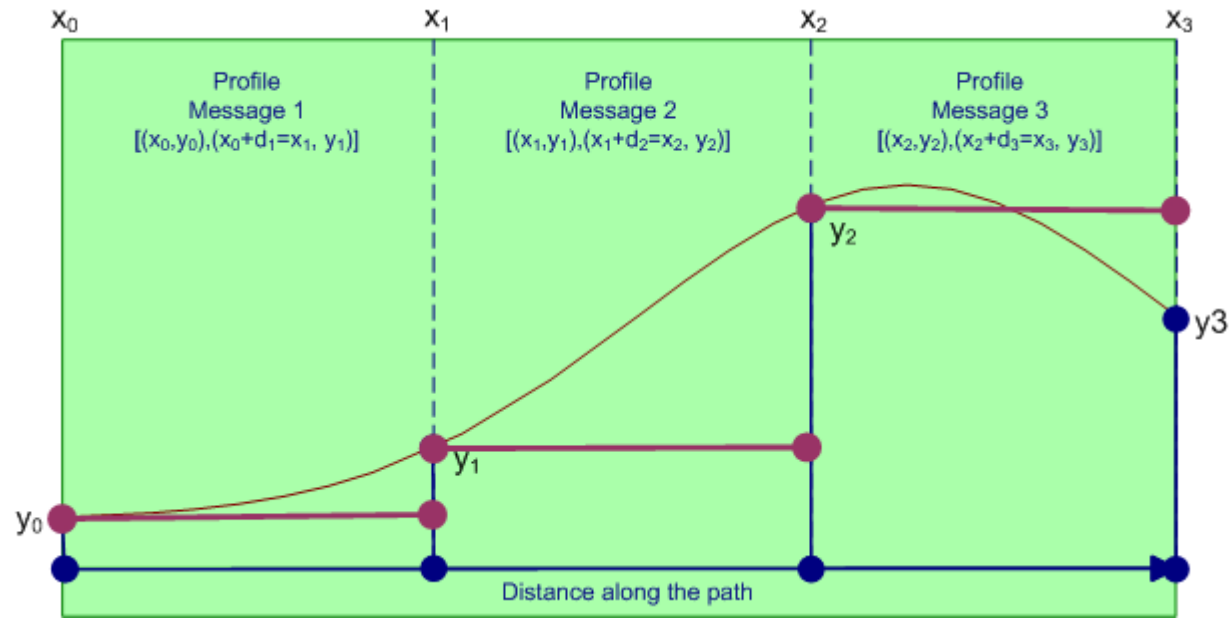 x₀ x₁ x₂ x₃
Profile
Message 1
[(x₀,y₀),(x₀+d₁=x₁, y₁)]
Profile
Message 2
[(x₁,y₁),(x₁+d₂=x₂, y₂)]
Profile
Message 3
[(x₂,y₂),(x₂+d₃=x₃, y₃)]
y₂
y3
y₁
y₀
Distance along the path